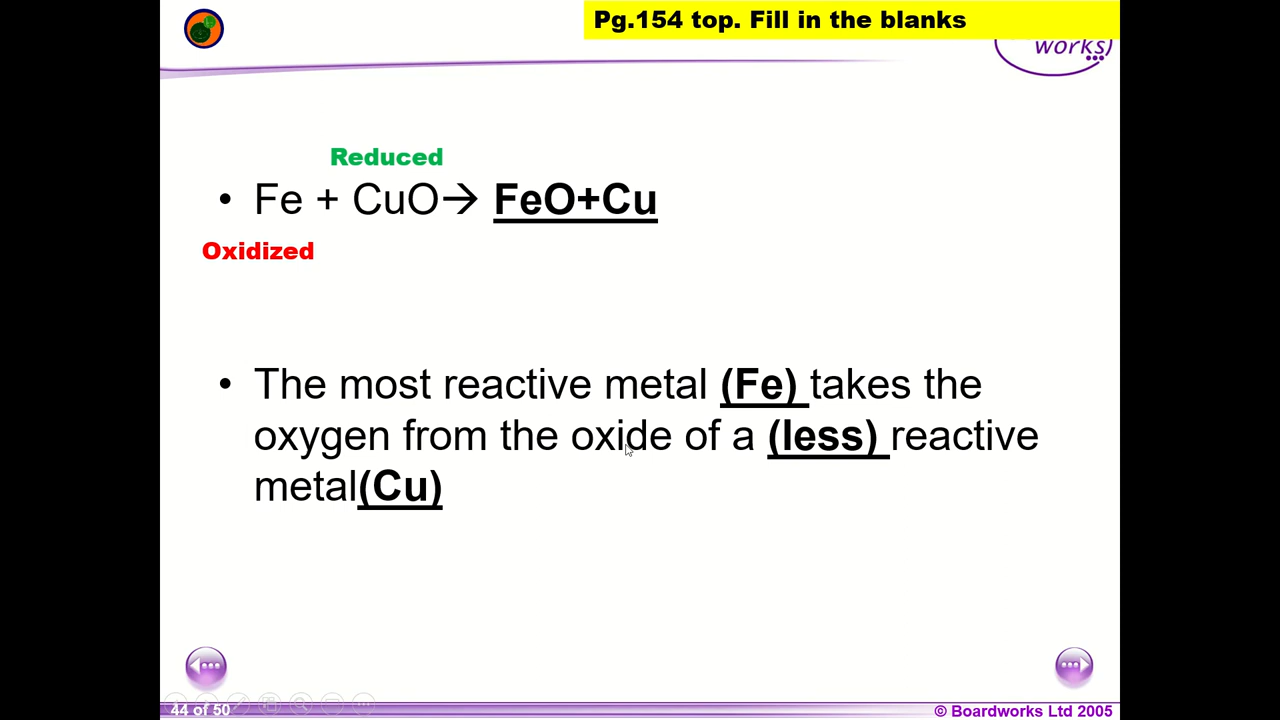 Pg.154 top. Fill in the blanks
works
Reduced
• Fe + CuO→ FeO+Cu
Oxidized
• The most reactive metal (Fe) takes the
oxygen from the oxide of a (less) reactive
metal(Cu)
44 of 50
© Boardworks Ltd 2005